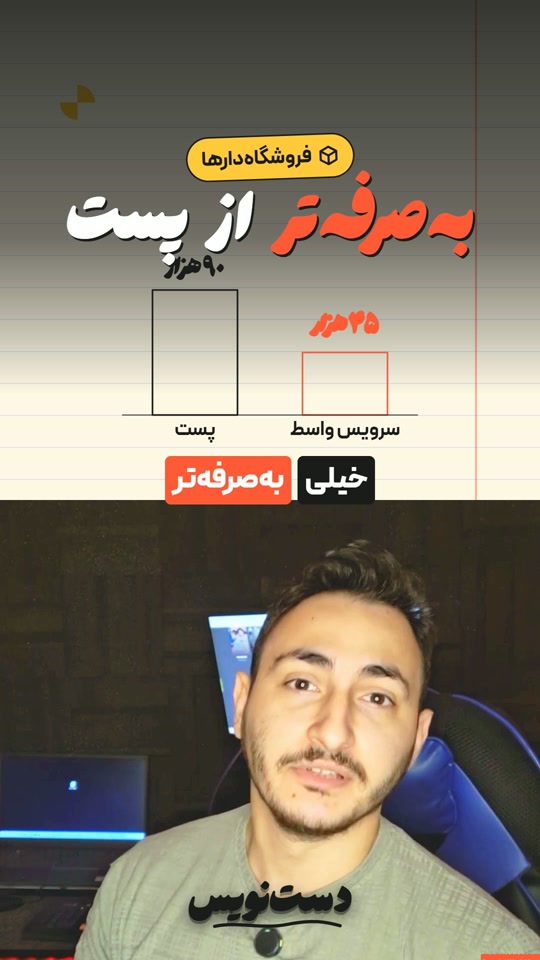 فروشگاه‌دارها
به‌صرفه‌تر از پست
۹۰ هزار
۴۵ هزار
پست
سرویس واسط
خیلی به‌صرفه‌تر
دست‌نویس